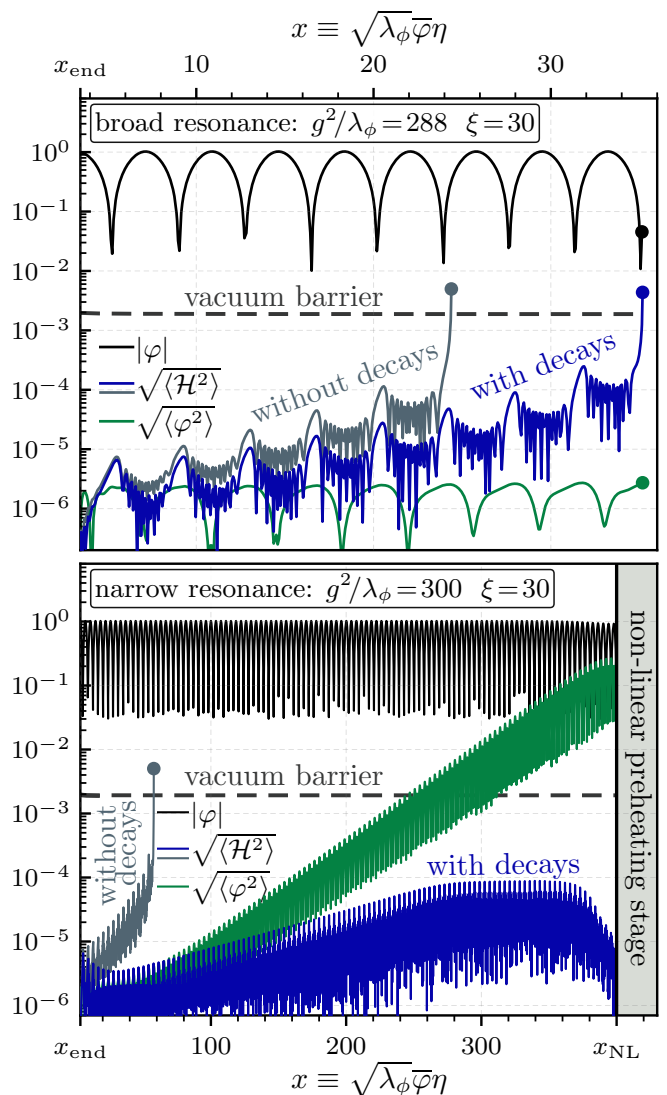 x ≡ √λ_ϕ φ̅η
x_end 10 20 30
broad resonance: g²/λ_ϕ = 288 ξ = 30
10⁰
10⁻¹
10⁻²
vacuum barrier
10⁻³
|φ|
√⟨ℋ²⟩
√⟨φ²⟩
without decays
with decays
10⁻⁴
10⁻⁵
10⁻⁶
narrow resonance: g²/λ_ϕ = 300 ξ = 30
10⁰
10⁻¹
10⁻²
vacuum barrier
10⁻³
without
decays
|φ|
√⟨ℋ²⟩
√⟨φ²⟩
with decays
10⁻⁴
10⁻⁵
10⁻⁶
non-linear preheating stage
x_end 100 200 300 x_NL
x ≡ √λ_ϕ φ̅η